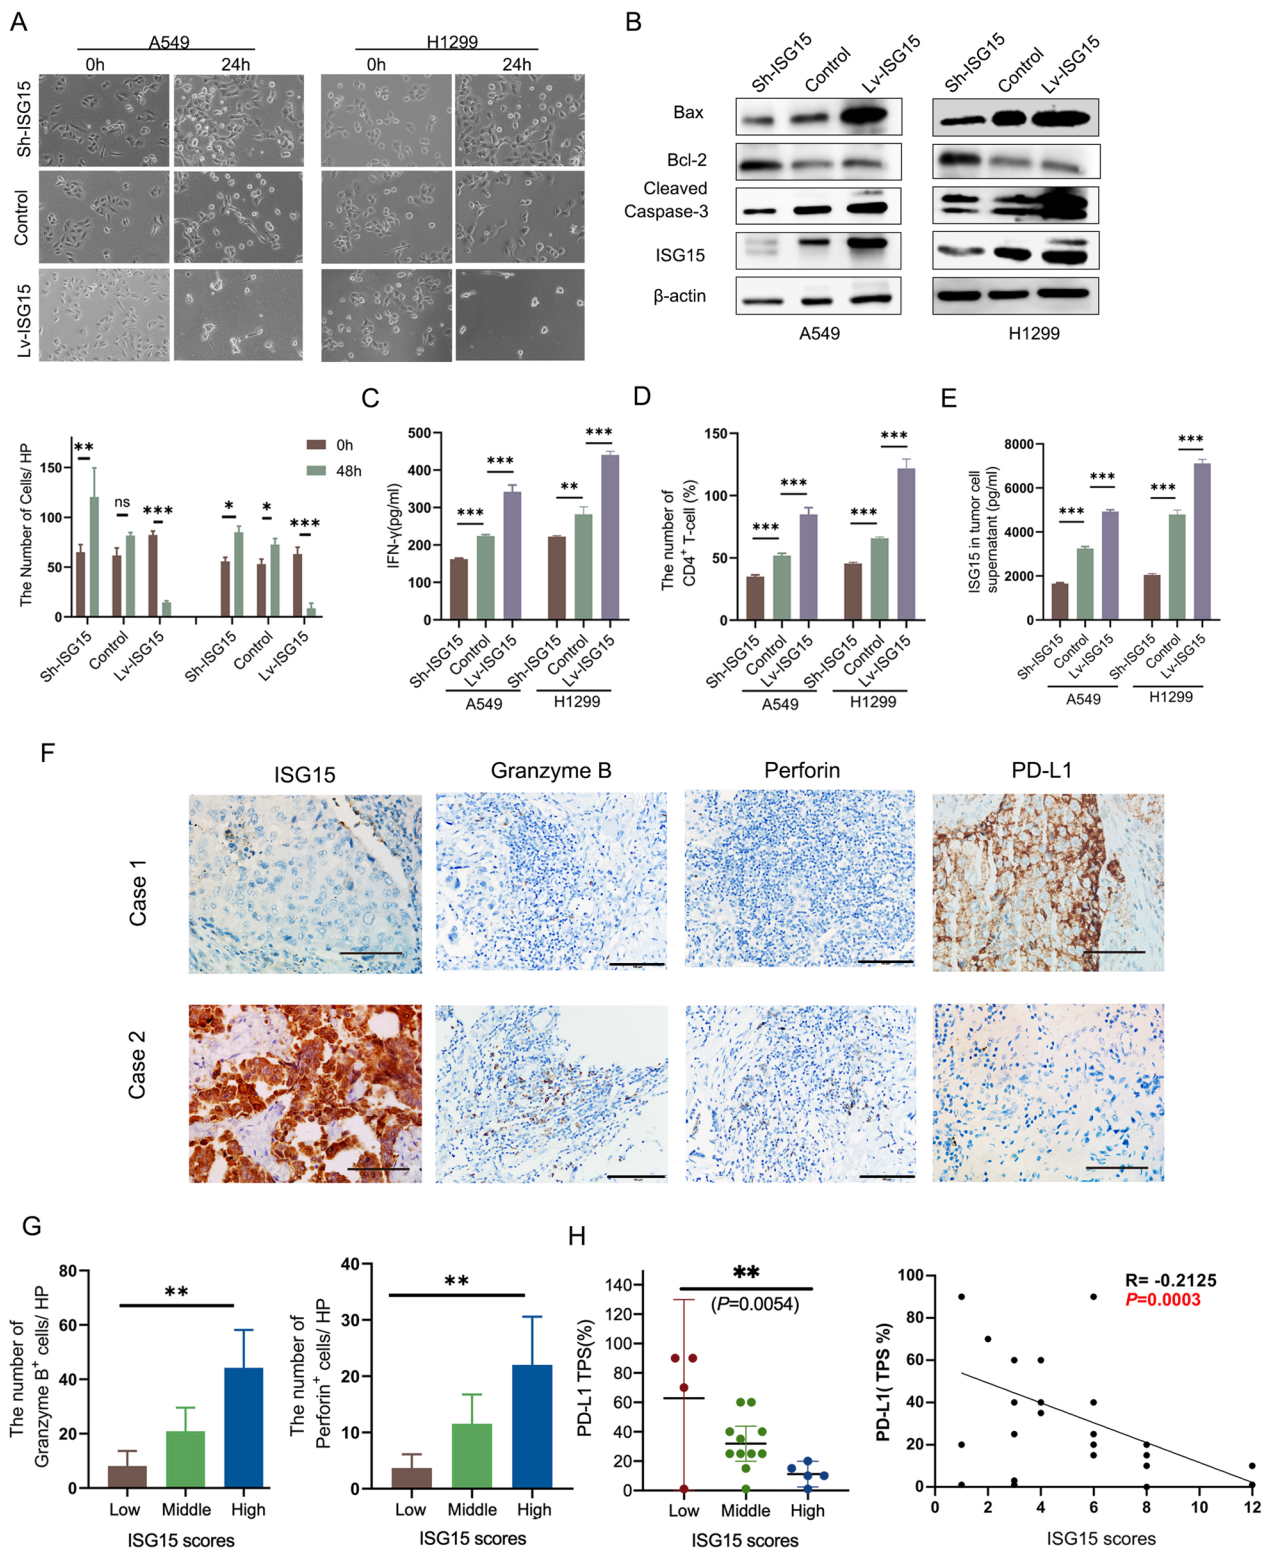 A
A549
H1299
0h
24h
0h
24h
Sh-ISG15
Control
Lv-ISG15
B
Sh-ISG15
Control
Lv-ISG15
Sh-ISG15
Control
Lv-ISG15
Bax
Bcl-2
Cleaved
Caspase-3
ISG15
β-actin
A549
H1299
The Number of Cells/ HP
150
100
50
0
**
ns
***
*
*
***
0h
48h
Sh-ISG15
Control
Lv-ISG15
Sh-ISG15
Control
Lv-ISG15
C
IFN-γ(pg/ml)
500
400
300
200
100
0
***
***
**
***
Sh-ISG15
Control
Lv-ISG15
Sh-ISG15
Control
Lv-ISG15
A549
H1299
D
The number of
CD4+ T-cell (%)
150
100
50
0
***
***
***
***
Sh-ISG15
Control
Lv-ISG15
Sh-ISG15
Control
Lv-ISG15
A549
H1299
E
ISG15 in tumor cell
supernatant (pg/ml)
8000
6000
4000
2000
0
***
***
***
***
Sh-ISG15
Control
Lv-ISG15
Sh-ISG15
Control
Lv-ISG15
A549
H1299
F
ISG15
Granzyme B
Perforin
PD-L1
Case 1
Case 2
G
The number of
Granzyme B+ cells/ HP
80
60
40
20
0
**
Low
Middle
High
ISG15 scores
The number of
Perforin+ cells/ HP
40
30
20
10
0
**
Low
Middle
High
ISG15 scores
H
PD-L1 TPS(%)
140
120
100
80
60
40
20
0
**
(P=0.0054)
Low
Middle
High
ISG15 scores
PD-L1( TPS %)
100
80
60
40
20
0
R= -0.2125
P=0.0003
0
2
4
6
8
10
12
ISG15 scores